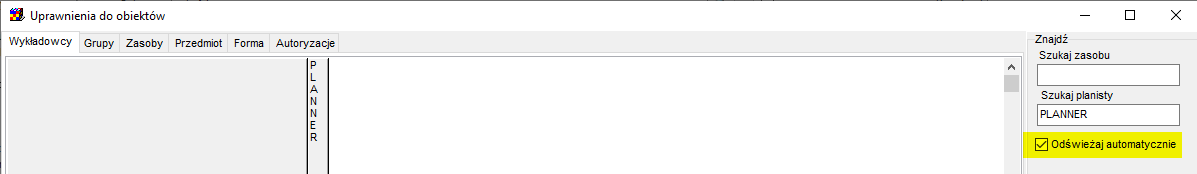 Uprawnienia do obiektów
Wykładowcy Grupy Zasoby Przedmiot Forma Autoryzacje
P
L
A
N
N
E
R
Znajdź
Szukaj zasobu
Szukaj planisty
PLANNER
Odświeżaj automatycznie